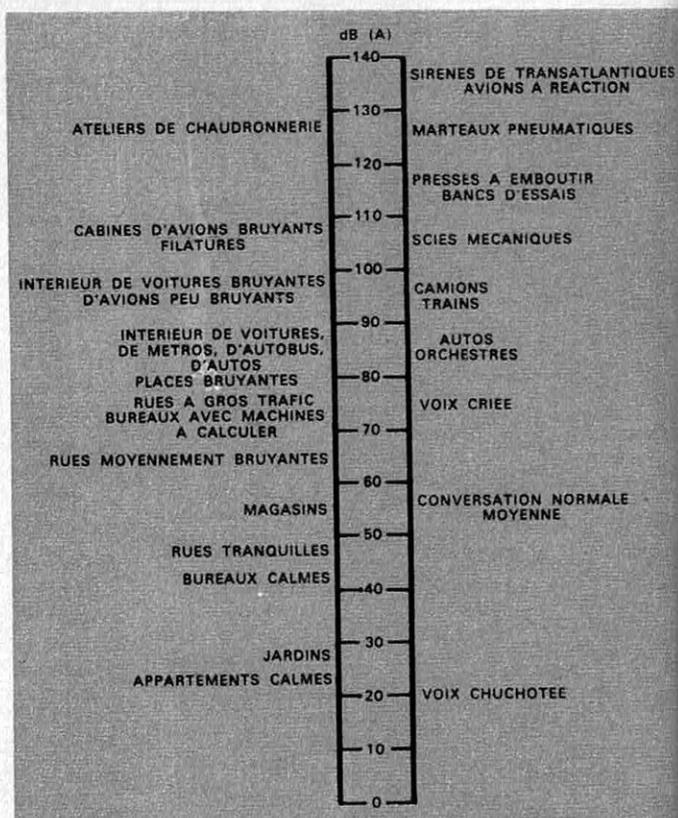 dB (A)
140
SIRENES DE TRANSATLANTIQUES
AVIONS A REACTION
130
ATELIERS DE CHAUDRONNERIE
MARTEAUX PNEUMATIQUES
120
PRESSES A EMBOUTIR
BANCS D'ESSAIS
110
CABINES D'AVIONS BRUYANTS
FILATURES
SCIES MECANIQUES
100
INTERIEUR DE VOITURES BRUYANTES
D'AVIONS PEU BRUYANTS
CAMIONS
TRAINS
90
INTERIEUR DE VOITURES,
DE METROS, D'AUTOBUS,
D'AUTOS
PLACES BRUYANTES
AUTOS
ORCHESTRES
80
RUES A GROS TRAFIC
BUREAUX AVEC MACHINES
A CALCULER
VOIX CRIEE
70
RUES MOYENNEMENT BRUYANTES
60
MAGASINS
CONVERSATION NORMALE
MOYENNE
50
RUES TRANQUILLES
BUREAUX CALMES
40
30
JARDINS
APPARTEMENTS CALMES
20
VOIX CHUCHOTEE
10
0